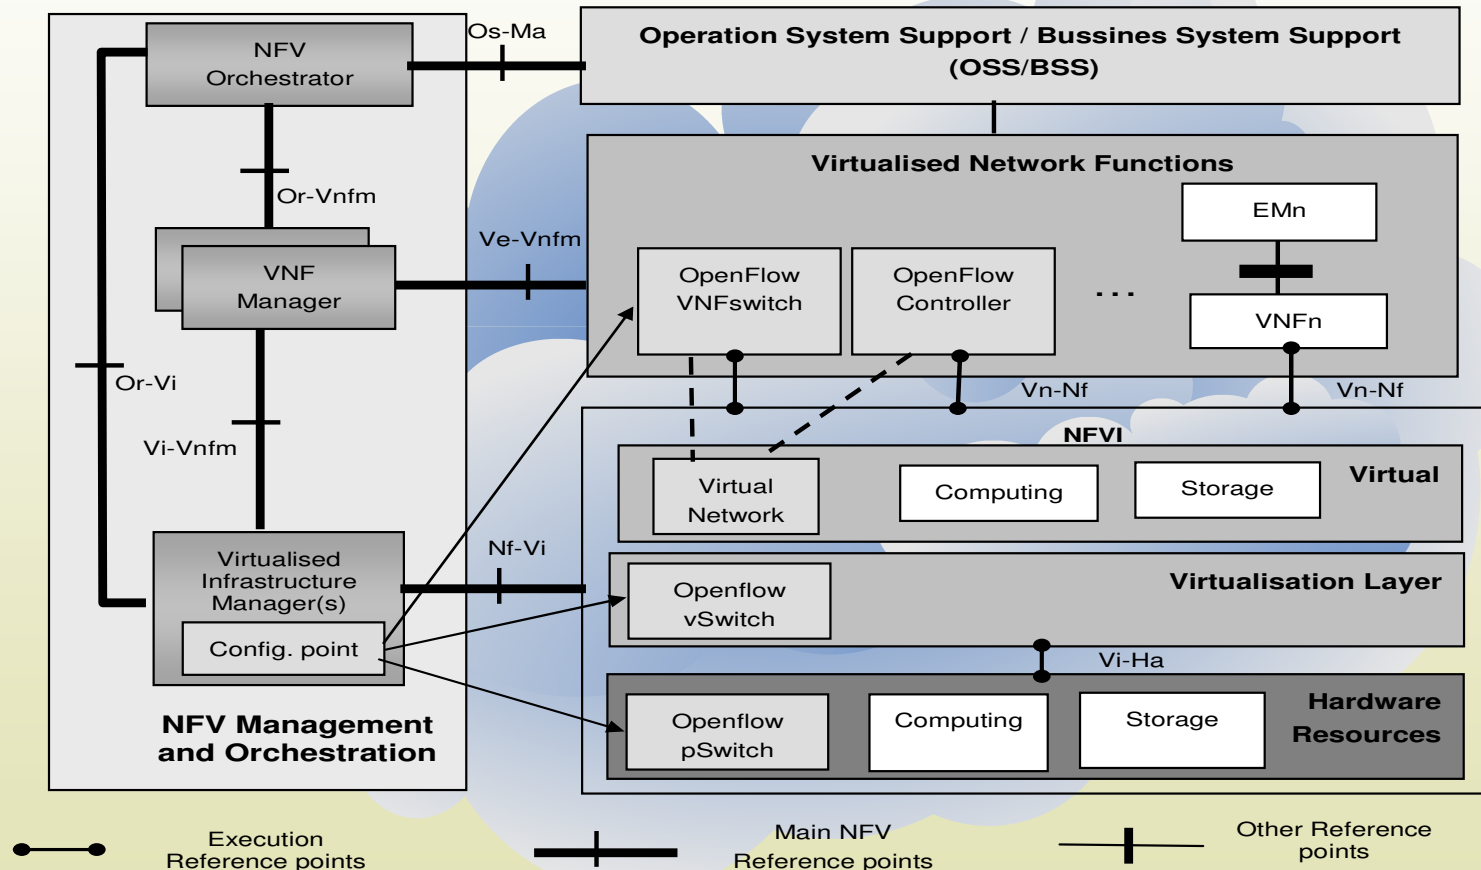 NFV
Orchestrator
Os-Ma
Operation System Support / Bussines System Support
(OSS/BSS)
Or-Vnfm
VNF
Manager
Ve-Vnfm
Or-Vi
Vi-Vnfm
Virtualised
Infrastructure
Manager(s)
Config. point
NFV Management
and Orchestration
Nf-Vi
Virtualised Network Functions
OpenFlow
VNFswitch
OpenFlow
Controller
...
EMn
VNFn
Vn-Nf
Vn-Nf
NFVI
Virtual
Network
Computing
Storage
Virtual
Openflow
vSwitch
Virtualisation Layer
Vi-Ha
Openflow
pSwitch
Computing
Storage
Hardware
Resources
Execution
Reference points
Main NFV
Reference points
Other Reference
points